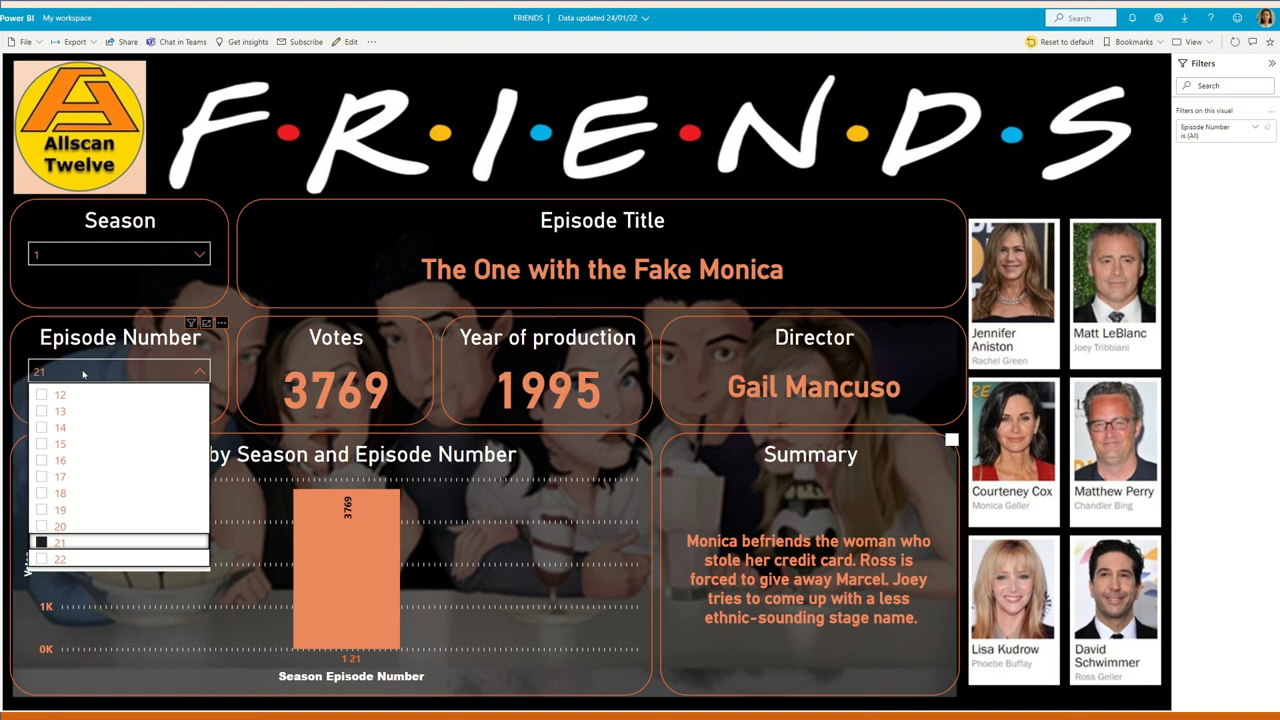 Power BI
My workspace
FRIENDS
Data updated 24/01/22
Search
File
Export
Share
Chat in Teams
Get insights
Subscribe
Edit
Reset to default
Bookmarks
View
Filters
Search
Filters on this visual
Episode Number
is (All)
Allscan
Twelve
F•R•I•E•N•D•S
Season
1
Episode Title
The One with the Fake Monica
Episode Number
21
12
13
14
15
16
17
18
19
20
21
22
Votes
3769
Year of production
1995
Director
Gail Mancuso
by Season and Episode Number
3769
1K
0K
1 21
Season Episode Number
Summary
Monica befriends the woman who
stole her credit card. Ross is
forced to give away Marcel. Joey
tries to come up with a less
ethnic-sounding stage name.
Jennifer
Aniston
Rachel Green
Matt LeBlanc
Joey Tribbiani
Courteney Cox
Monica Geller
Matthew Perry
Chandler Bing
Lisa Kudrow
Phoebe Buffay
David
Schwimmer
Ross Geller